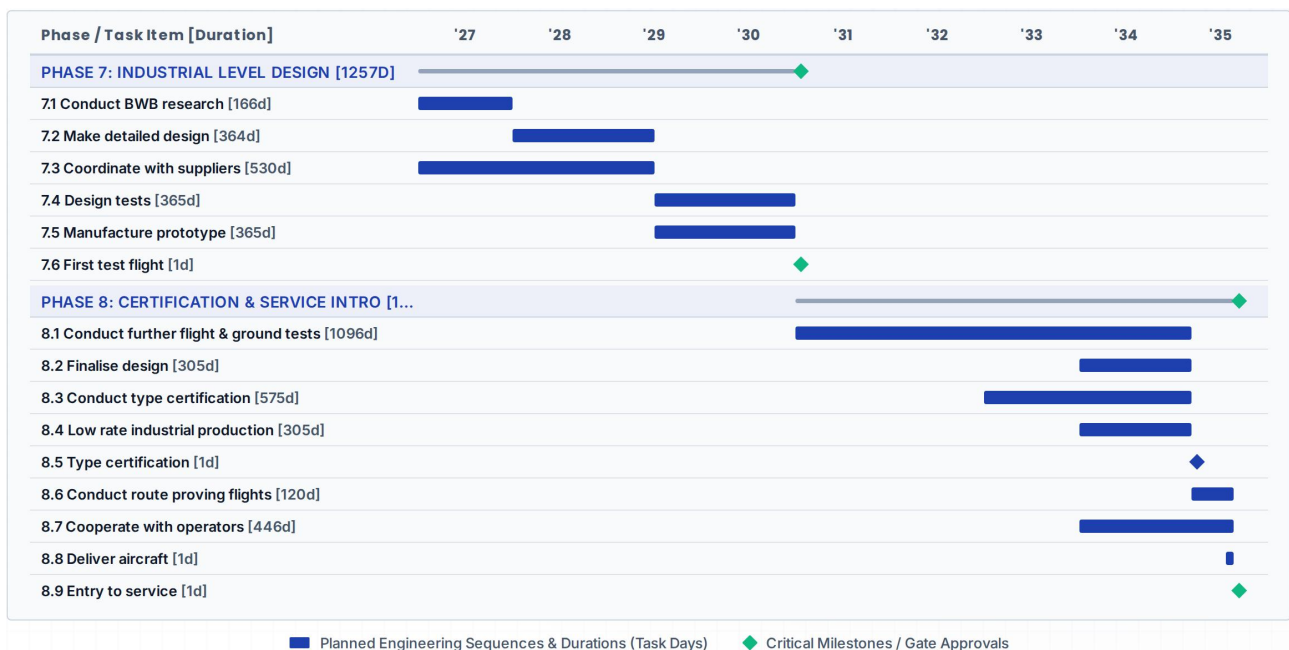 Phase / Task Item [Duration] '27 '28 '29 '30 '31 '32 '33 '34 '35
PHASE 7: INDUSTRIAL LEVEL DESIGN [1257D]
7.1 Conduct BWB research [166d]
7.2 Make detailed design [364d]
7.3 Coordinate with suppliers [530d]
7.4 Design tests [365d]
7.5 Manufacture prototype [365d]
7.6 First test flight [1d]
PHASE 8: CERTIFICATION & SERVICE INTRO [1...
8.1 Conduct further flight & ground tests [1096d]
8.2 Finalise design [305d]
8.3 Conduct type certification [575d]
8.4 Low rate industrial production [305d]
8.5 Type certification [1d]
8.6 Conduct route proving flights [120d]
8.7 Cooperate with operators [446d]
8.8 Deliver aircraft [1d]
8.9 Entry to service [1d]
Planned Engineering Sequences & Durations (Task Days) Critical Milestones / Gate Approvals